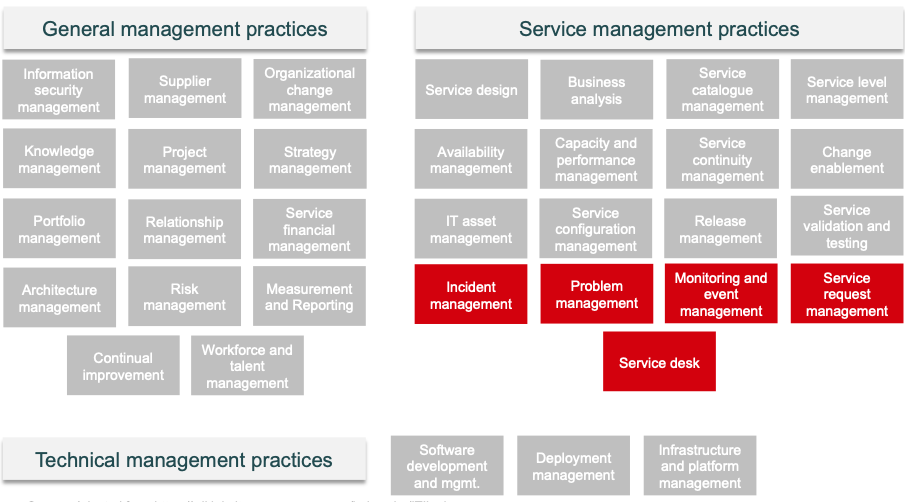 General management practices
Service management practices
Information
security
management
Supplier
management
Organizational
change
management
Service design
Business
analysis
Service
catalogue
management
Service level
management
Knowledge
management
Project
management
Strategy
management
Availability
management
Capacity and
performance
management
Service
continuity
management
Change
enablement
Portfolio
management
Relationship
management
Service
financial
management
IT asset
management
Service
configuration
management
Release
management
Service
validation and
testing
Architecture
management
Risk
management
Measurement
and Reporting
Incident
management
Problem
management
Monitoring and
event
management
Service
request
management
Continual
improvement
Workforce and
talent
management
Service desk
Technical management practices
Software
development
and mgmt.
Deployment
management
Infrastructure
and platform
management